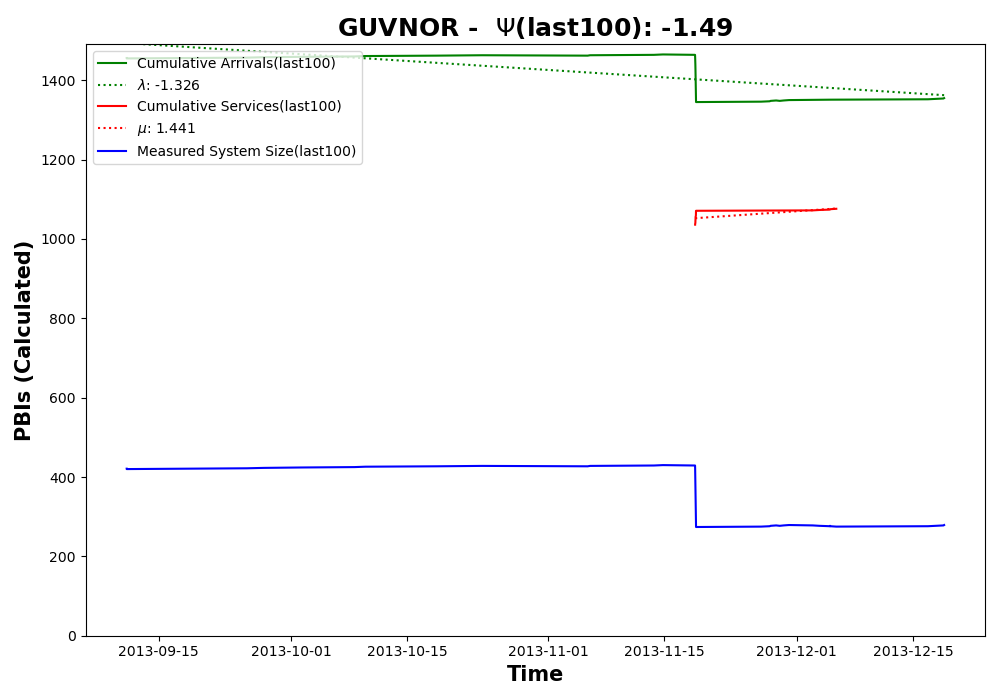 GUVNOR - Ψ(last100): -1.49
Cumulative Arrivals(last100)
λ: -1.326
Cumulative Services(last100)
μ: 1.441
Measured System Size(last100)
PBIs (Calculated)
1400
1200
1000
800
600
400
200
0
2013-09-15 2013-10-01 2013-10-15 2013-11-01 2013-11-15 2013-12-01 2013-12-15
Time